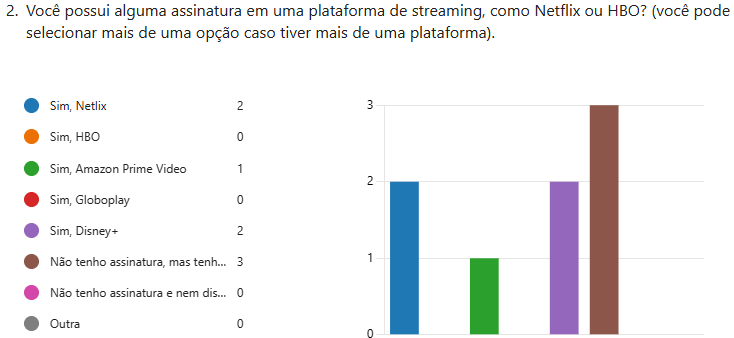 2. Você possui alguma assinatura em uma plataforma de streaming, como Netflix ou HBO? (você pode
selecionar mais de uma opção caso tiver mais de uma plataforma).
Sim, Netlix 2
Sim, HBO 0
Sim, Amazon Prime Video 1
Sim, Globoplay 0
Sim, Disney+ 2
Não tenho assinatura, mas tenh... 3
Não tenho assinatura e nem dis... 0
Outra 0
3
2
1
0